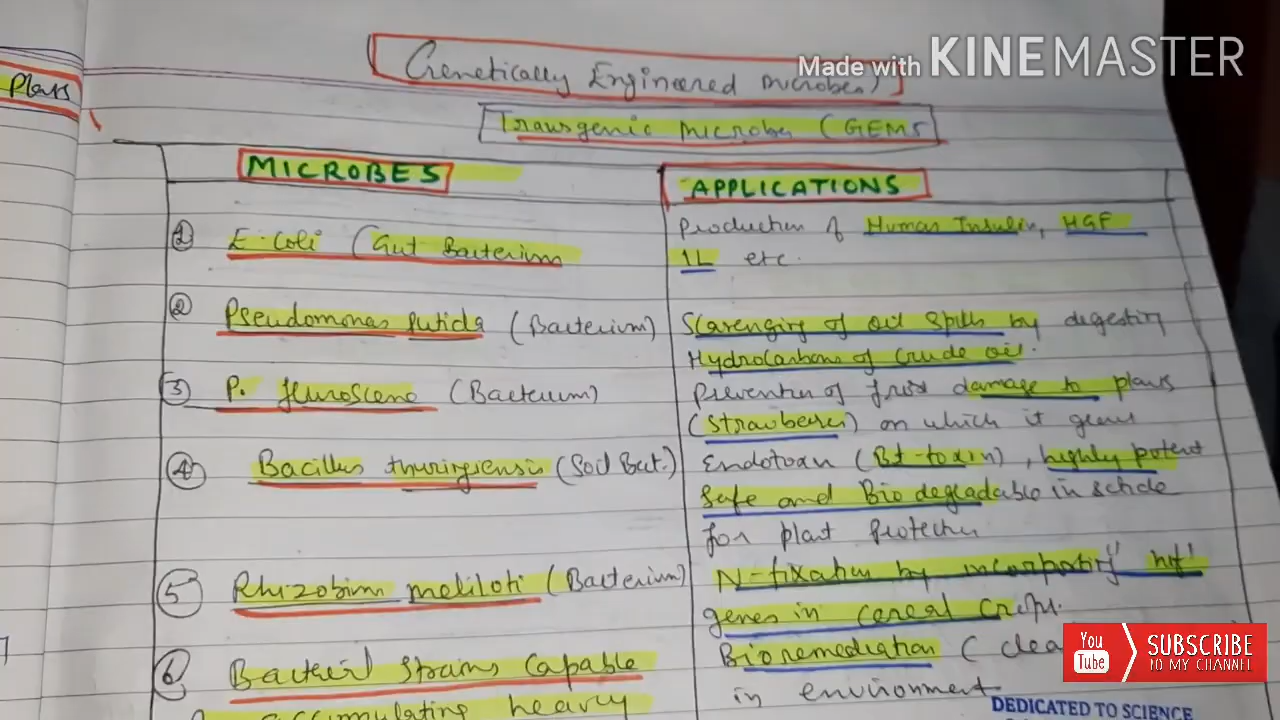 Made with KINEMASTER
Plans
Genetically Engineered microbes)
Transgenic Microbes (GEMS
MICROBES
APPLICATIONS
① E.Coli (Gut Bacterium
Production of Human Insulin, HGF
IL etc.
② Pseudomonas putida (Bacterium)
Scavenging of oil spills by digesting
Hydrocarbons of crude oil.
③ P. (Bacterium)
Prevention of frost damage to plants
(Strawberries) on which it grows
④ Bacillus thuringiensis (Soil Bact.)
Endotoxin (Bt-toxin), highly potent
Safe and Biodegradable
for plant protection
⑤ Rhizobium meliloti (Bacterium)
N-fixation by incorporating "nif"
genes in cereal crops.
⑥ Bacterial Strains Capable
accumulating heavy
Bioremediation (clea
in environment
You Tube
SUBSCRIBE
TO MY CHANNEL
DEDICATED TO SCIENCE